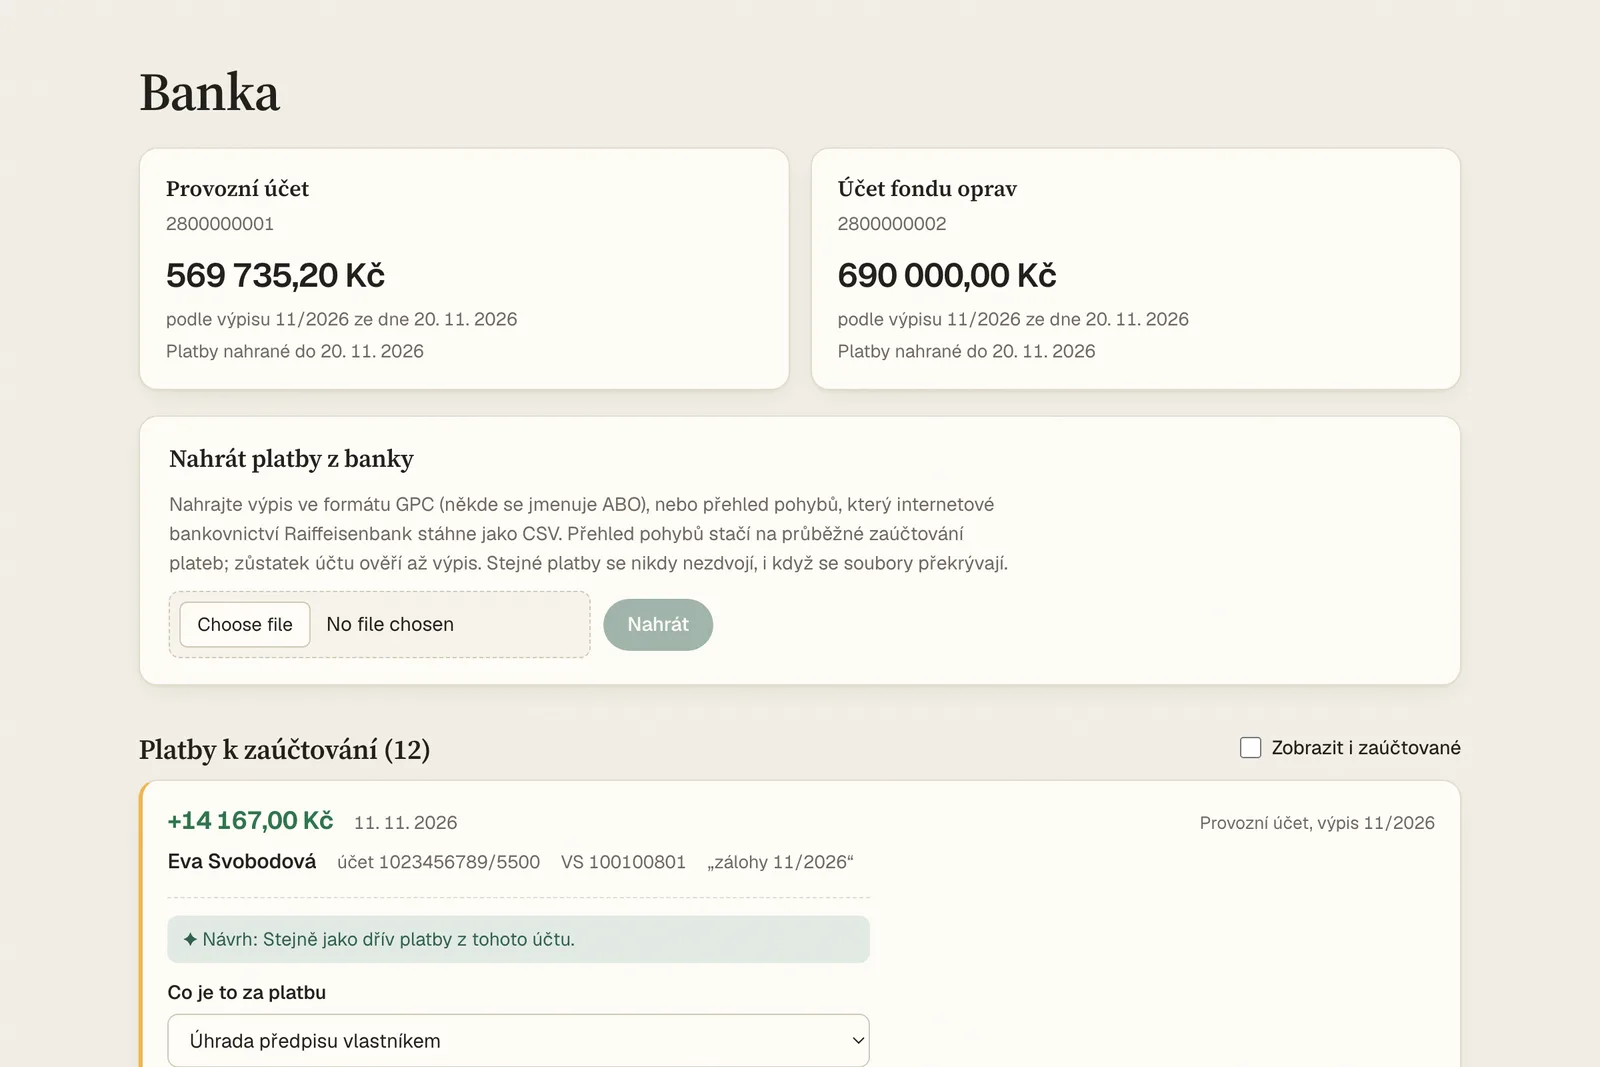 Banka
Provozní účet
2800000001
569 735,20 Kč
podle výpisu 11/2026 ze dne 20. 11. 2026
Platby nahrané do 20. 11. 2026
Účet fondu oprav
2800000002
690 000,00 Kč
podle výpisu 11/2026 ze dne 20. 11. 2026
Platby nahrané do 20. 11. 2026
Nahrát platby z banky
Nahrajte výpis ve formátu GPC (někde se jmenuje ABO), nebo přehled pohybů, který internetové
bankovnictví Raiffeisenbank stáhne jako CSV. Přehled pohybů stačí na průběžné zaúčtování
plateb; zůstatek účtu ověří až výpis. Stejné platby se nikdy nezdvojí, i když se soubory překrývají.
Choose file No file chosen Nahrát
Platby k zaúčtování (12) Zobrazit i zaúčtované
+14 167,00 Kč 11. 11. 2026 Provozní účet, výpis 11/2026
Eva Svobodová účet 1023456789/5500 VS 100100801 „zálohy 11/2026“
✦ Návrh: Stejně jako dřív platby z tohoto účtu.
Co je to za platbu
Úhrada předpisu vlastníkem